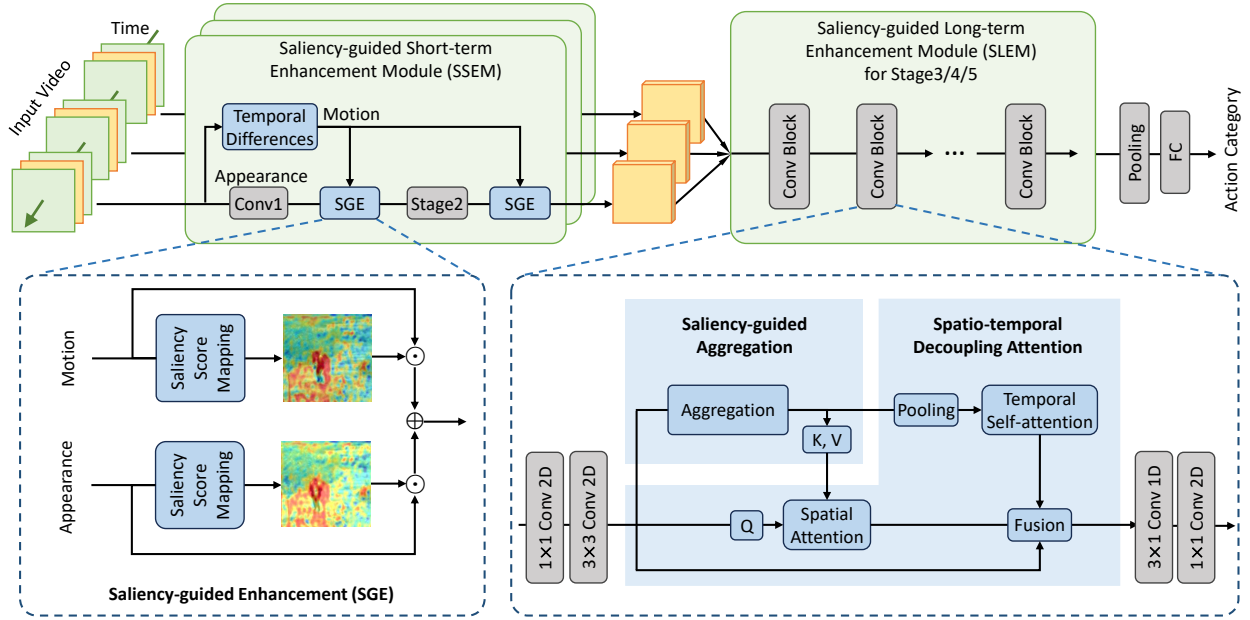 Time
Input Video
Saliency-guided Short-term
Enhancement Module (SSEM)
Temporal
Differences
Motion
Appearance
Conv1
SGE
Stage2
SGE
Saliency-guided Long-term
Enhancement Module (SLEM)
for Stage3/4/5
Conv Block
Conv Block
...
Conv Block
Pooling
FC
Action Category
Motion
Saliency
Score
Mapping
Appearance
Saliency
Score
Mapping
Saliency-guided Enhancement (SGE)
Saliency-guided
Aggregation
Spatio-temporal
Decoupling Attention
Aggregation
K, V
Pooling
Temporal
Self-attention
1×1 Conv 2D
3×3 Conv 2D
Q
Spatial
Attention
Fusion
3×1 Conv 1D
1×1 Conv 2D